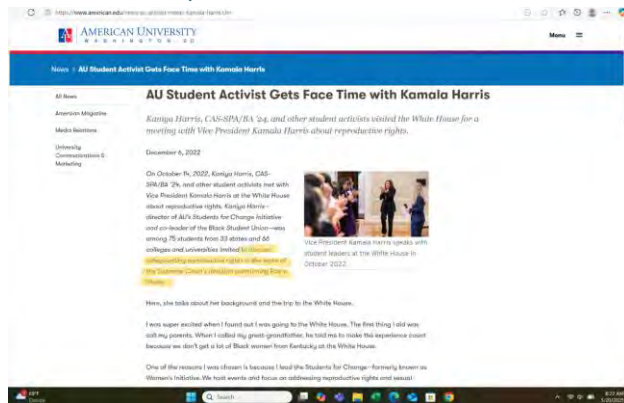 https://www.american.edu/news
AMERICAN UNIVERSITY
WASHINGTON, DC
Menu
News
AU Student Activist Gets Face Time with Kamala Harris
All News
American Magazine
Media Relations
University
Communications &
Marketing
AU Student Activist Gets Face Time with Kamala Harris
Kaniya Harris, CAS-SPA/BA '24, and other student activists visited the White House for a
meeting with Vice President Kamala Harris about reproductive rights.
December 6, 2022
On October 14, 2022, Kaniya Harris, CAS-
SPA/BA '24, and other student activists met with
Vice President Kamala Harris at the White House
about reproductive rights. Kaniya Harris—
director of AU's Students for Change Initiative
and co-leader of the Black Student Union—was
among 75 students from 33 states and 66
colleges and universities invited to discuss
safeguarding reproductive rights in the wake of
the Supreme Court's decision overturning Roe v.
Wade.
Vice President Kamala Harris speaks with
student leaders at the White House in
October 2022.
Here, she talks about her background and the trip to the White House.
I was super excited when I found out I was going to the White House. The first thing I did was
call my parents. When I called my great-grandfather, he told me to make the experience count
because we don't get a lot of Black women from Kentucky at the White House.
One of the reasons I was chosen is because I lead the Students for Change—formerly known as
Women's Initiative. We host events and focus on addressing reproductive rights and sexual
Search
8:22 AM